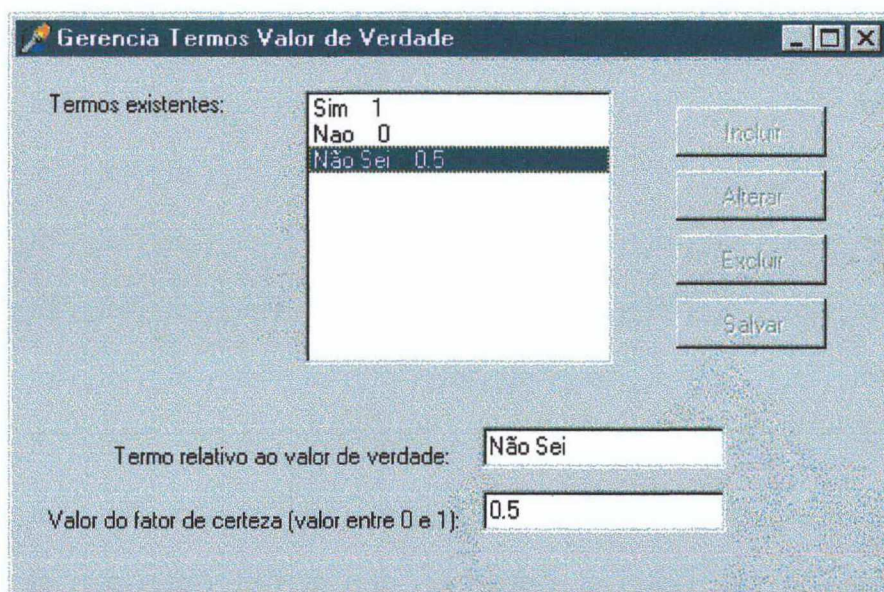 Gerencia Termos Valor de Verdade
Termos existentes:
Sim 1
Nao 0
Não Sei 0.5
Incluir
Alterar
Excluir
Salvar
Termo relativo ao valor de verdade:
Não Sei
Valor do fator de certeza (valor entre 0 e 1):
0.5